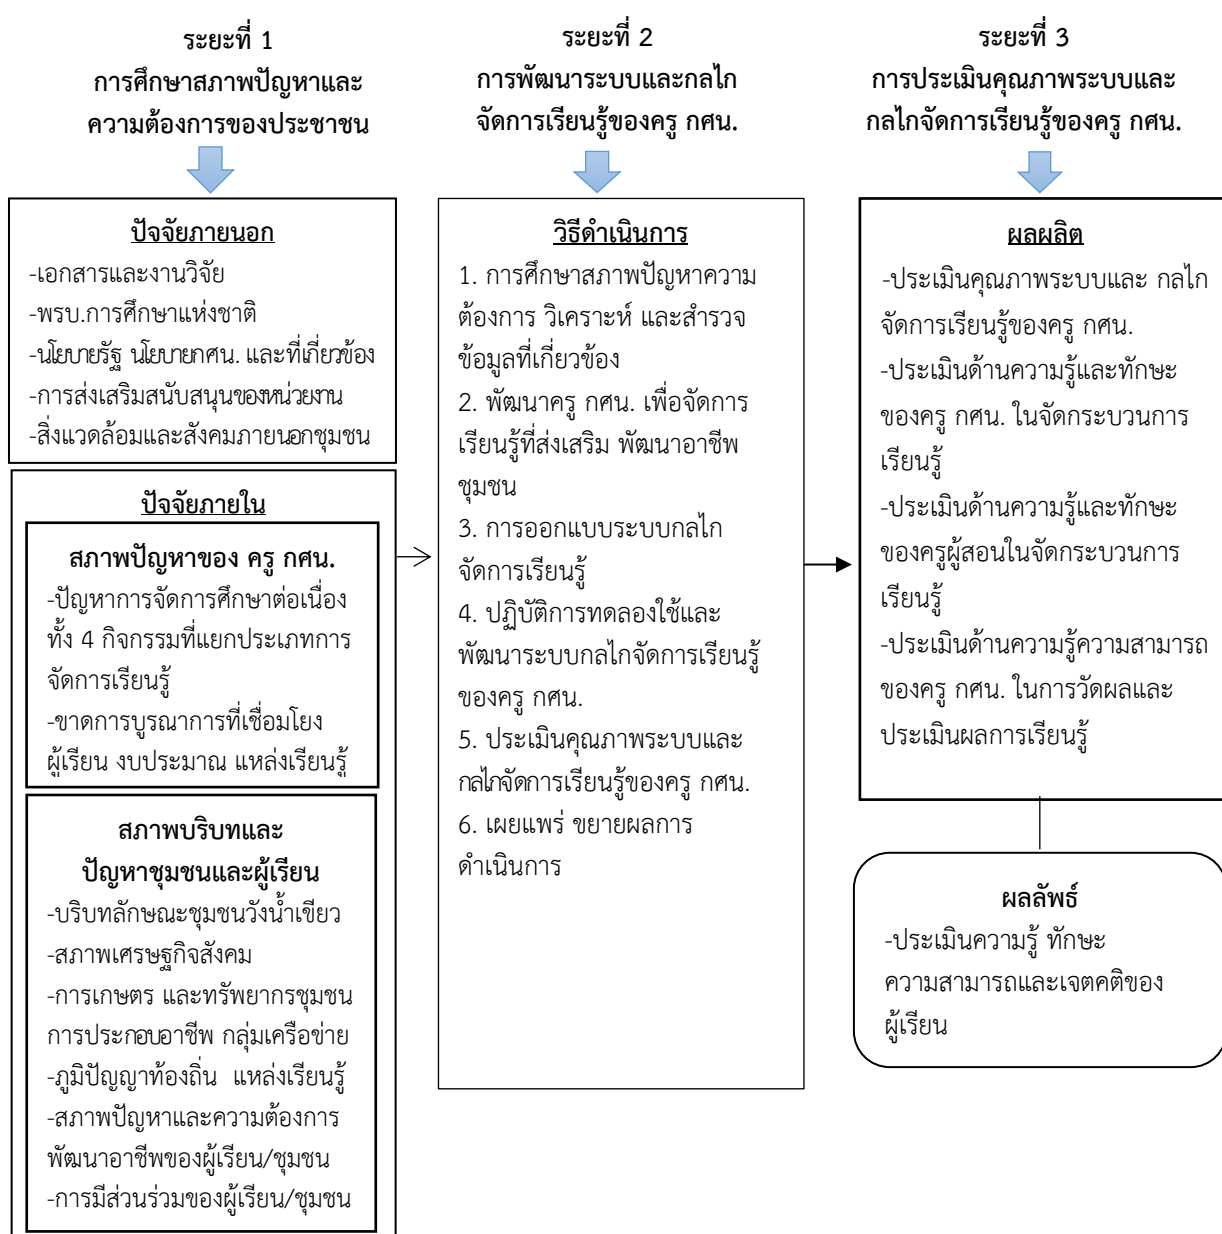 ระยะที่ 1
การศึกษาสภาพปัญหาและ
ความต้องการของประชาชน
ปัจจัยภายนอก
-เอกสารและงานวิจัย
-พรบ.การศึกษาแห่งชาติ
-นโยบายรัฐ นโยบายกศน. และที่เกี่ยวข้อง
-การส่งเสริมสนับสนุนของหน่วยงาน
-สิ่งแวดล้อมและสังคมภายนอกชุมชน
ปัจจัยภายใน
สภาพปัญหาของ ครู กศน.
-ปัญหาการจัดการศึกษาต่อเนื่อง
ทั้ง 4 กิจกรรมที่แยกประเภทการ
จัดการเรียนรู้
-ขาดการบูรณาการที่เชื่อมโยง
ผู้เรียน งบประมาณ แหล่งเรียนรู้
สภาพบริบทและ
ปัญหาชุมชนและผู้เรียน
-บริบทลักษณะชุมชนวังน้ำเขียว
-สภาพเศรษฐกิจสังคม
-การเกษตร และทรัพยากรชุมชน
การประกอบอาชีพ กลุ่มเครือข่าย
-ภูมิปัญญาท้องถิ่น แหล่งเรียนรู้
-สภาพปัญหาและความต้องการ
พัฒนาอาชีพของผู้เรียน/ชุมชน
-การมีส่วนร่วมของผู้เรียน/ชุมชน
ระยะที่ 2
การพัฒนาระบบและกลไก
จัดการเรียนรู้ของครู กศน.
วิธีดำเนินการ
1. การศึกษาสภาพปัญหาความ
ต้องการ วิเคราะห์ และสำรวจ
ข้อมูลที่เกี่ยวข้อง
2. พัฒนาครู กศน. เพื่อจัดการ
เรียนรู้ที่ส่งเสริม พัฒนาอาชีพ
ชุมชน
3. การออกแบบระบบกลไก
จัดการเรียนรู้
4. ปฏิบัติการทดลองใช้และ
พัฒนาระบบกลไกจัดการเรียนรู้
ของครู กศน.
5. ประเมินคุณภาพระบบและ
กลไกจัดการเรียนรู้ของครู กศน.
6. เผยแพร่ ขยายผลการ
ดำเนินการ
ระยะที่ 3
การประเมินคุณภาพระบบและ
กลไกจัดการเรียนรู้ของครู กศน.
ผลผลิต
-ประเมินคุณภาพระบบและ กลไก
จัดการเรียนรู้ของครู กศน.
-ประเมินด้านความรู้และทักษะ
ของครู กศน. ในจัดกระบวนการ
เรียนรู้
-ประเมินด้านความรู้และทักษะ
ของครูผู้สอนในจัดกระบวนการ
เรียนรู้
-ประเมินด้านความรู้ความสามารถ
ของครู กศน. ในการวัดผลและ
ประเมินผลการเรียนรู้
ผลลัพธ์
-ประเมินความรู้ ทักษะ
ความสามารถและเจตคติของ
ผู้เรียน